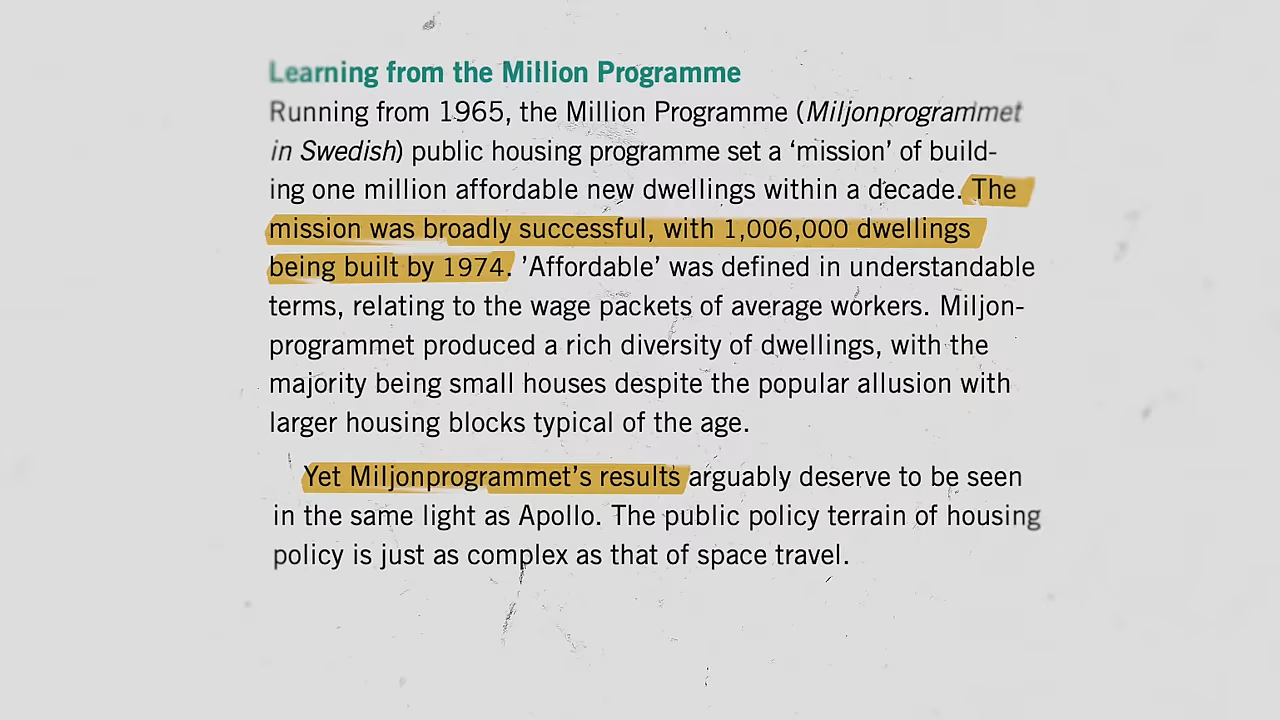 Learning from the Million Programme
Running from 1965, the Million Programme (Miljonprogrammet
in Swedish) public housing programme set a ‘mission’ of build-
ing one million affordable new dwellings within a decade. The
mission was broadly successful, with 1,006,000 dwellings
being built by 1974. ’Affordable’ was defined in understandable
terms, relating to the wage packets of average workers. Miljon-
programmet produced a rich diversity of dwellings, with the
majority being small houses despite the popular allusion with
larger housing blocks typical of the age.
Yet Miljonprogrammet’s results arguably deserve to be seen
in the same light as Apollo. The public policy terrain of housing
policy is just as complex as that of space travel.